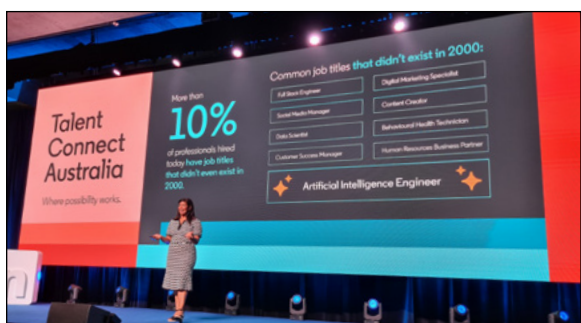 Talent
Connect
Australia
Where possibility works.
More than
10%
of professionals hired
today have job titles
that didn't even exist in
2000.
Common job titles that didn't exist in 2000:
Full Stack Engineer
Digital Marketing Specialist
Social Media Manager
Content Creator
Data Scientist
Behavioural Health Technician
Customer Success Manager
Human Resources Business Partner
Artificial Intelligence Engineer
n